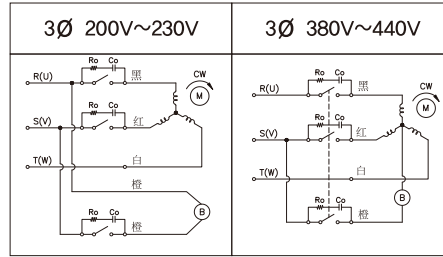 3Ø 200V～230V
Ro Co
黑
R(U)
CW
M
Ro Co
S(V)
红
T(W)
白
橙
B
Ro Co
橙
3Ø 380V～440V
Ro Co
黑
R(U)
CW
M
Ro Co
S(V)
红
T(W)
白
B
Ro Co
橙